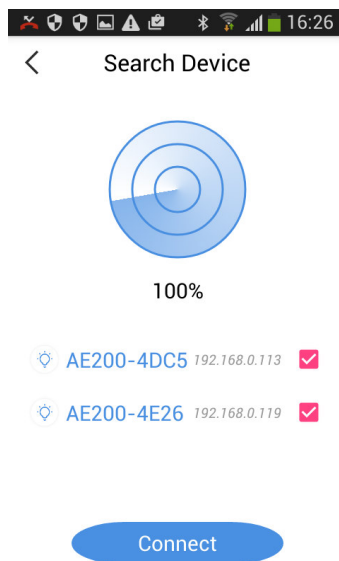 16:26
Search Device
100%
AE200-4DC5 192.168.0.113
AE200-4E26 192.168.0.119
Connect